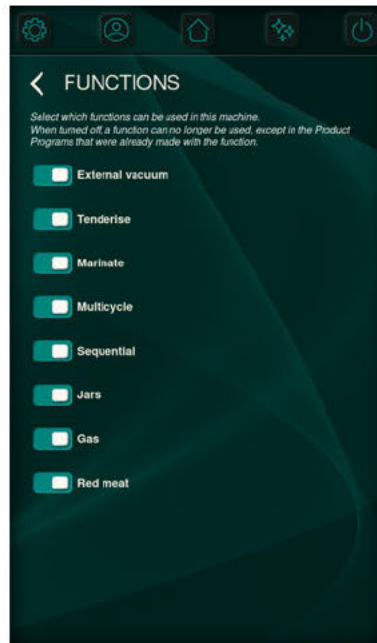 FUNCTIONS
Select which functions can be used in this machine.
When turned off, a function can no longer be used, except in the Product
Programs that were already made with the function.
External vacuum
Tenderise
Marinate
Multicycle
Sequential
Jars
Gas
Red meat